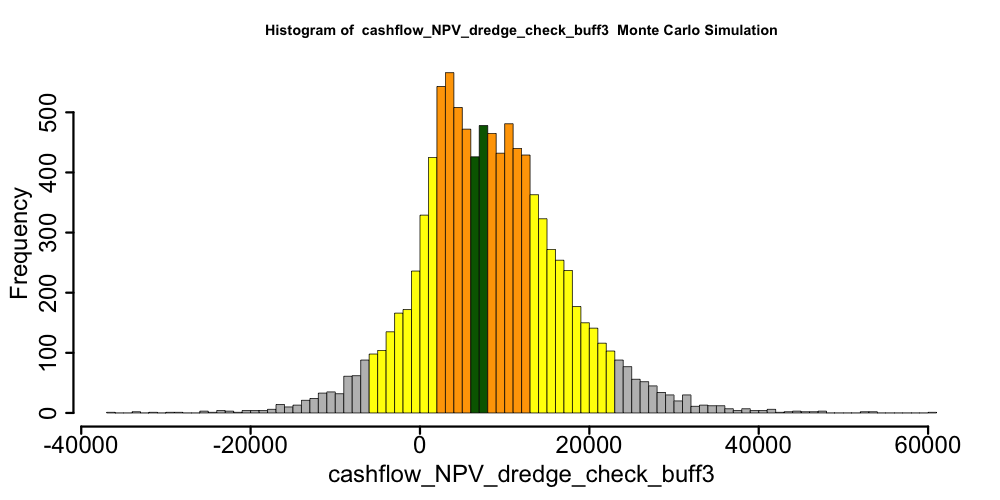 Histogram of  cashflow_NPV_dredge_check_buff3  Monte Carlo Simulation
Frequency
500
400
300
200
100
0
-40000 -20000 0 20000 40000 60000
cashflow_NPV_dredge_check_buff3